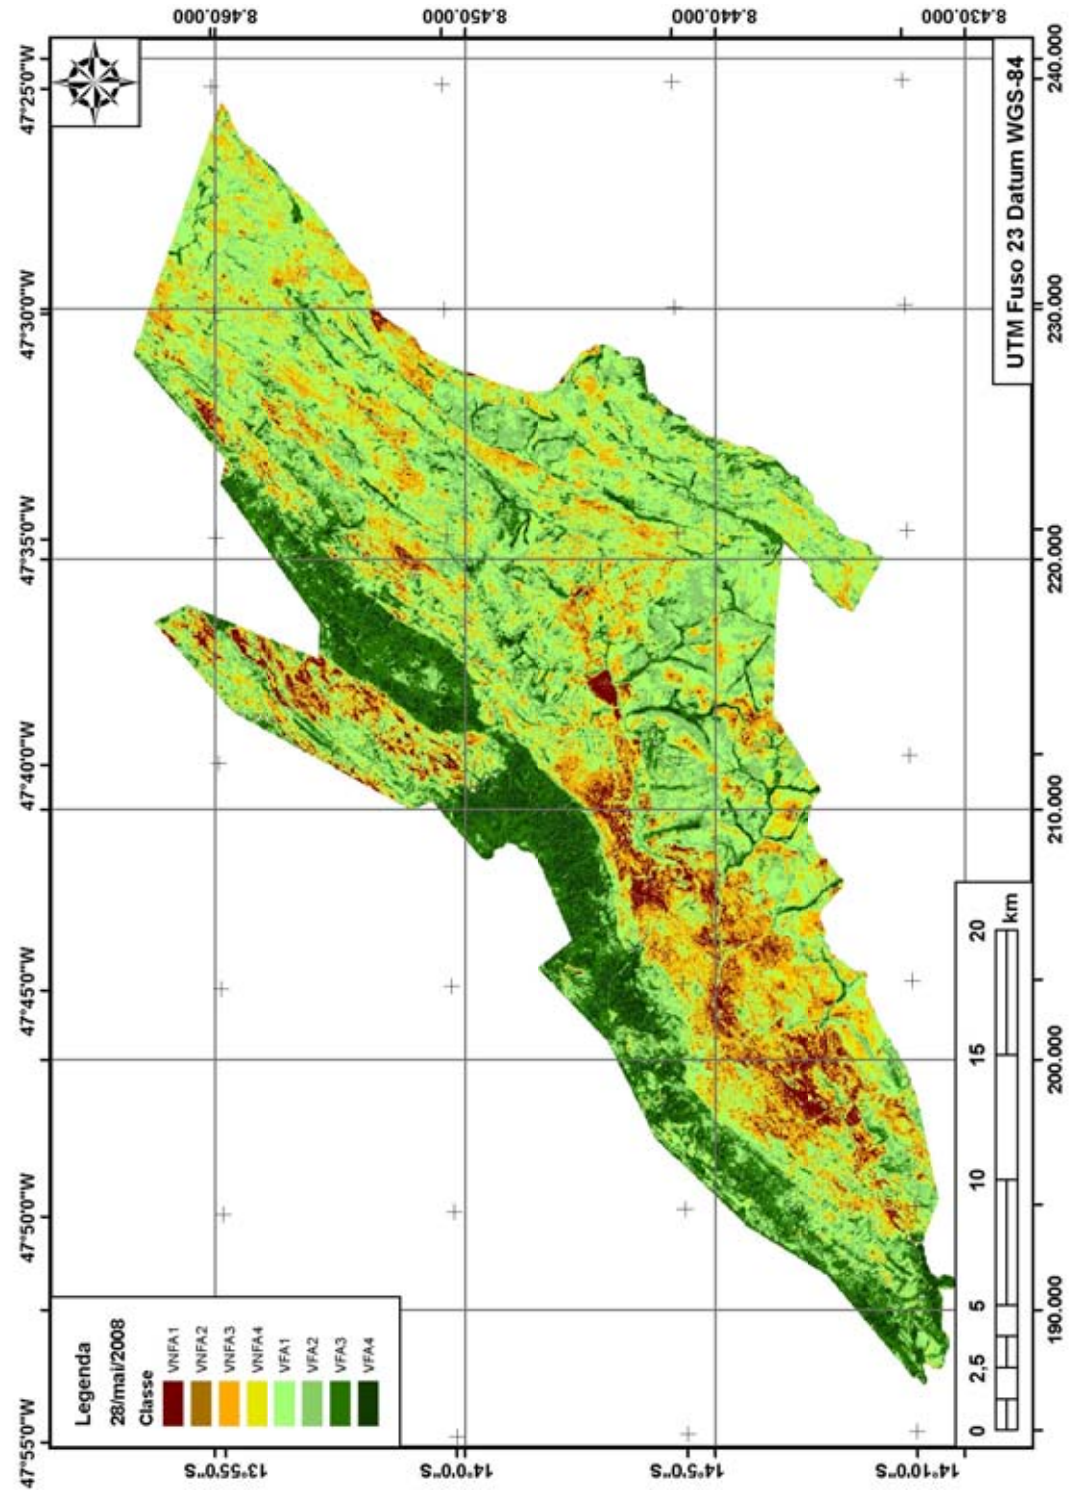 8.460.000
8.450.000
8.440.000
8.430.000
47°25'0"W
47°30'0"W
47°35'0"W
47°40'0"W
47°45'0"W
47°50'0"W
47°55'0"W
240.000
230.000
220.000
210.000
200.000
190.000
13°55'0"S
14°0'0"S
14°5'0"S
14°10'0"S
UTM Fuso 23 Datum WGS-84
Legenda
28/mai/2008
Classe
VNFA1
VNFA2
VNFA3
VNFA4
VFA1
VFA2
VFA3
VFA4
0 2,5 5 10 15 20
km